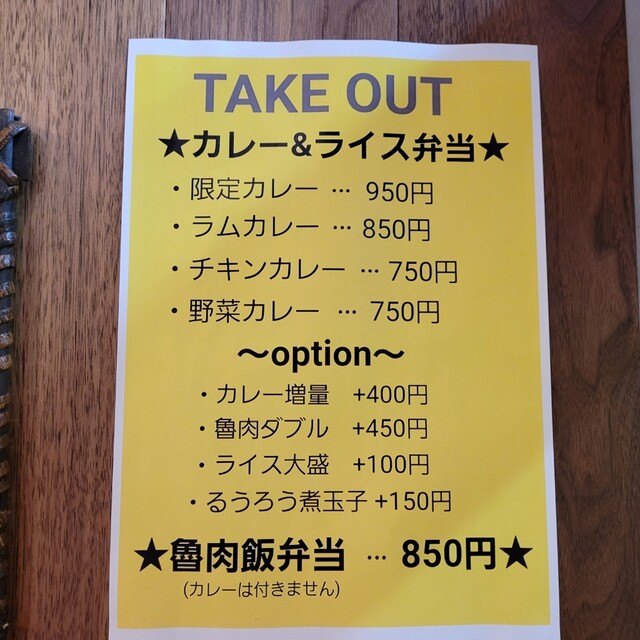 TAKE OUT
★カレー&ライス弁当★
・限定カレー … 950円
・ラムカレー … 850円
・チキンカレー … 750円
・野菜カレー … 750円
〜option〜
・カレー増量 +400円
・魯肉ダブル +450円
・ライス大盛 +100円
・るうろう煮玉子 +150円
★魯肉飯弁当 … 850円★
(カレーは付きません)